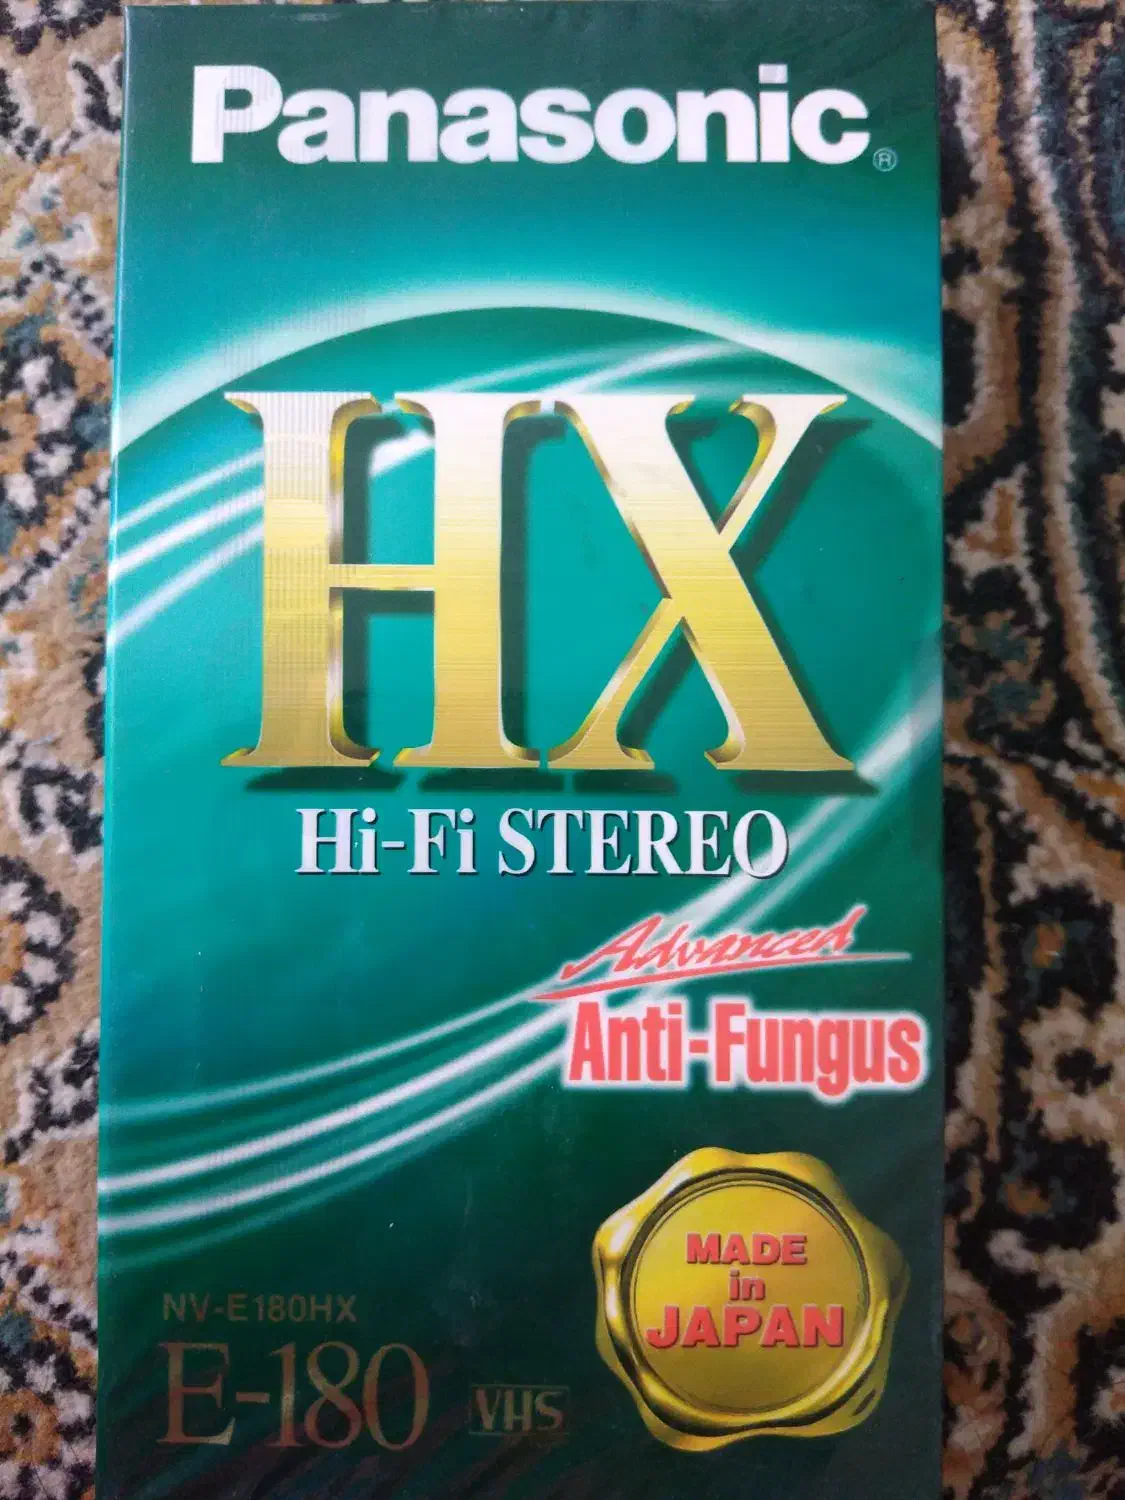 Panasonic®
HX
Hi-Fi STEREO
Advanced
Anti-Fungus
MADE
in
JAPAN
NV-E180HX
E-180 VHS